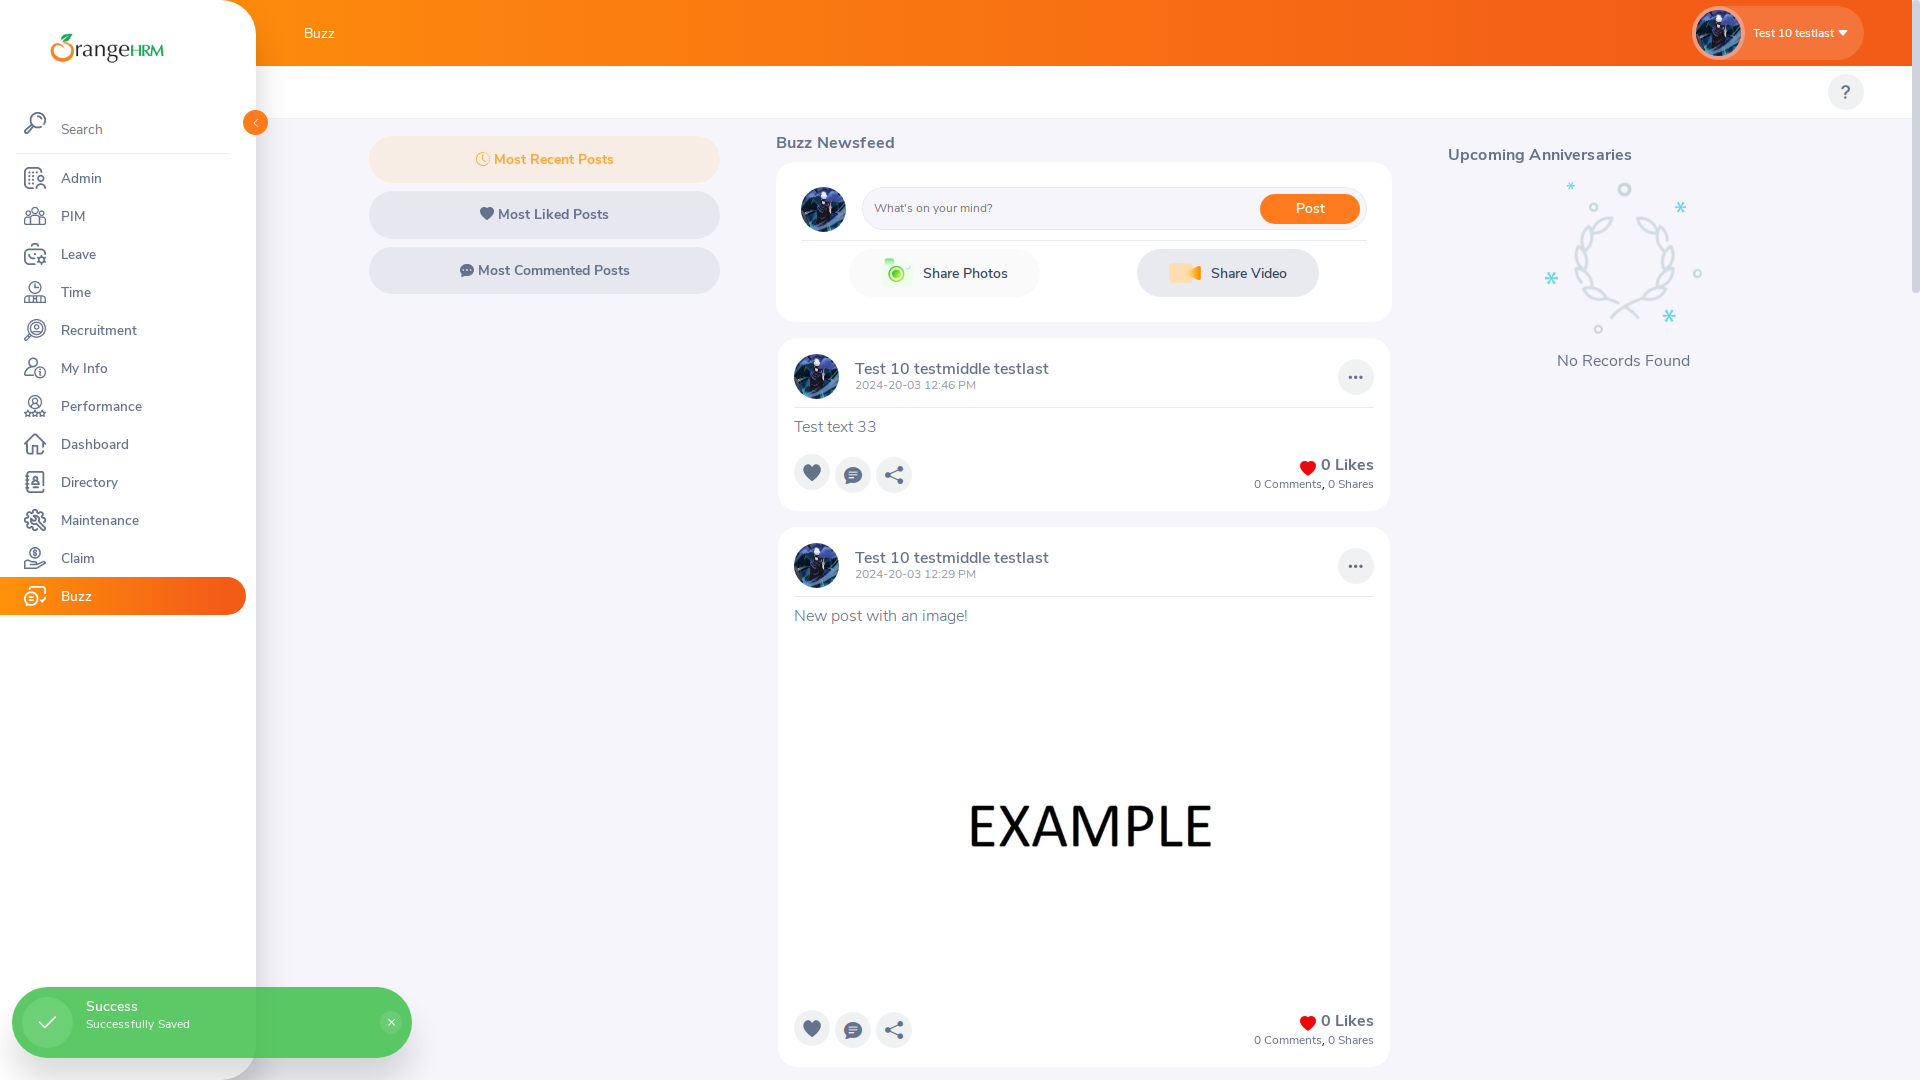 OrangeHRM
Search
Admin
PIM
Leave
Time
Recruitment
My Info
Performance
Dashboard
Directory
Maintenance
Claim
Buzz
Buzz
Test 10 testlast
?
Most Recent Posts
Most Liked Posts
Most Commented Posts
Buzz Newsfeed
What's on your mind?
Post
Share Photos
Share Video
Test 10 testmiddle testlast
2024-20-03 12:46 PM
Test text 33
0 Likes
0 Comments, 0 Shares
Test 10 testmiddle testlast
2024-20-03 12:29 PM
New post with an image!
EXAMPLE
0 Likes
0 Comments, 0 Shares
Upcoming Anniversaries
No Records Found
Success
Successfully Saved